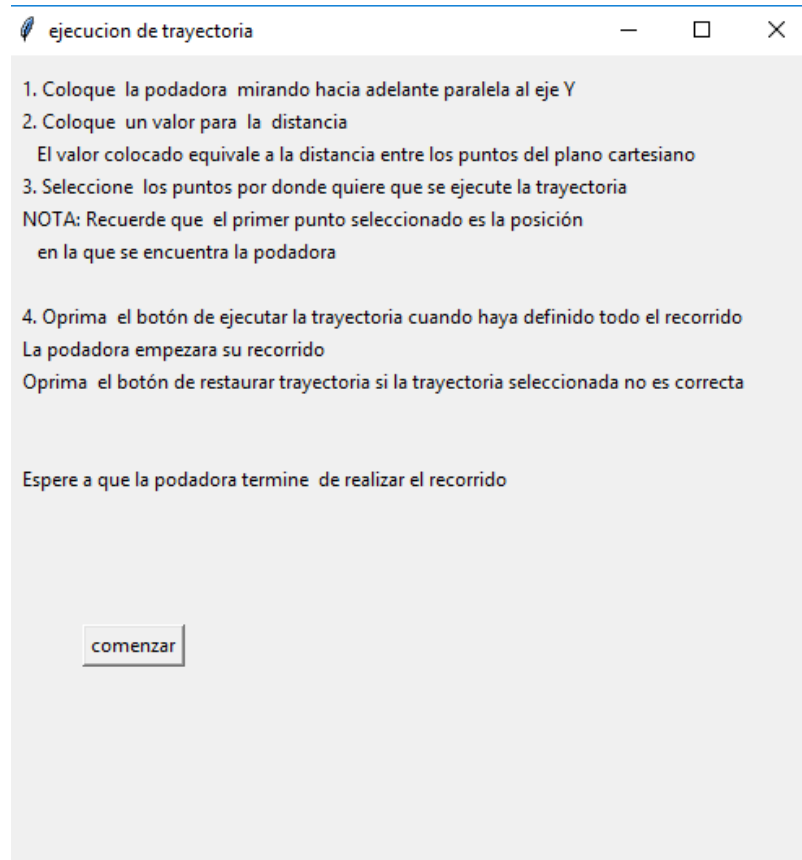 ejecucion de trayectoria
1. Coloque  la podadora  mirando hacia adelante paralela al eje Y
2. Coloque  un valor para  la  distancia
El valor colocado equivale a la distancia entre los puntos del plano cartesiano
3. Seleccione  los puntos por donde quiere que se ejecute la trayectoria
NOTA: Recuerde que  el primer punto seleccionado es la posición
en la que se encuentra la podadora
4. Oprima  el botón de ejecutar la trayectoria cuando haya definido todo el recorrido
La podadora empezara su recorrido
Oprima  el botón de restaurar trayectoria si la trayectoria seleccionada no es correcta
Espere a que la podadora termine  de realizar el recorrido
comenzar